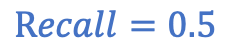 Recall = 0.5